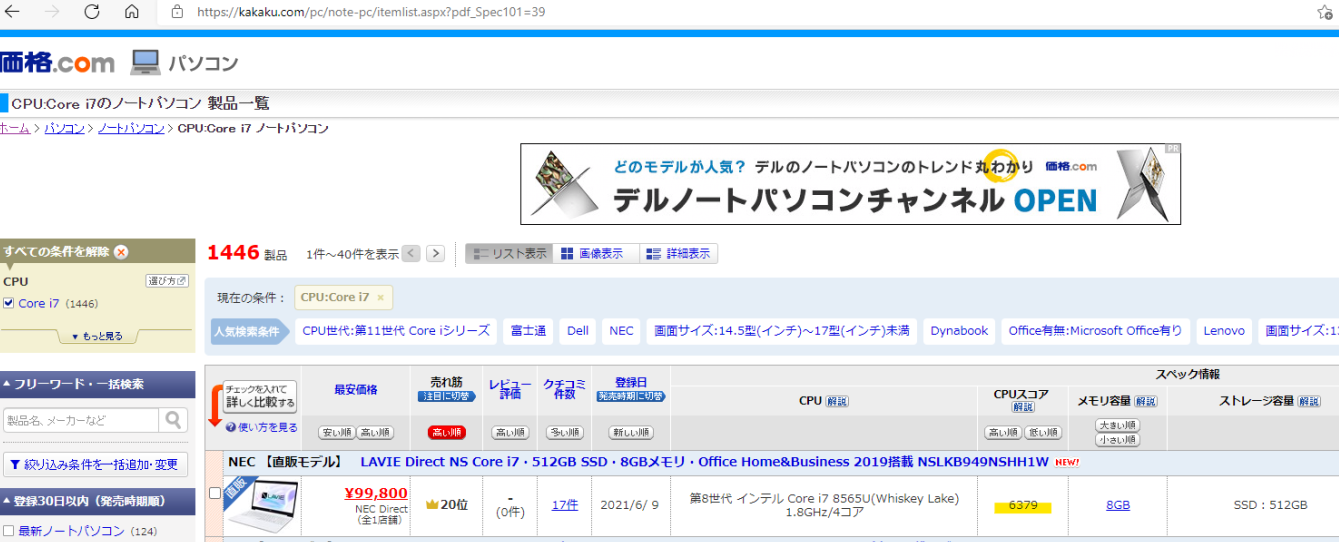 https://kakaku.com/pc/note-pc/itemlist.aspx?pdf_Spec101=39
価格.com パソコン
CPU:Core i7のノートパソコン 製品一覧
ホーム > パソコン > ノートパソコン > CPU:Core i7 ノートパソコン
PR
どのモデルが人気? デルのノートパソコンのトレンド丸わかり 価格.com
デルノートパソコンチャンネル OPEN
すべての条件を解除
CPU 選び方
Core i7 (1446)
▼ もっと見る
フリーワード・一括検索
製品名、メーカーなど
絞り込み条件を一括追加・変更
登録30日以内(発売時期順)
最新ノートパソコン (124)
1446 製品 1件～40件を表示 < > リスト表示 画像表示 詳細表示
現在の条件: CPU:Core i7 ×
人気検索条件 CPU世代:第11世代 Core iシリーズ 富士通 Dell NEC 画面サイズ:14.5型(インチ)～17型(インチ)未満 Dynabook Office有無:Microsoft Office有り Lenovo 画面サイズ:1
チェックを入れて
詳しく比較する
使い方を見る
最安価格
安い順 高い順
売れ筋
注目に切替
高い順
レビュー
評価
高い順
クチコミ
件数
多い順
登録日
発売時期に切替
新しい順
スペック情報
CPU 解説
CPUスコア
解説
高い順 低い順
メモリ容量 解説
大きい順
小さい順
ストレージ容量 解説
NEC 【直販モデル】 LAVIE Direct NS Core i7・512GB SSD・8GBメモリ・Office Home&Business 2019搭載 NSLKB949NSHH1W NEW!
直販
LAVIE
¥99,800
NEC Direct
(全1店舗)
20位
-
(0件)
17件
2021/6/ 9
第8世代 インテル Core i7 8565U(Whiskey Lake)
1.8GHz/4コア
6379
8GB
SSD:512GB